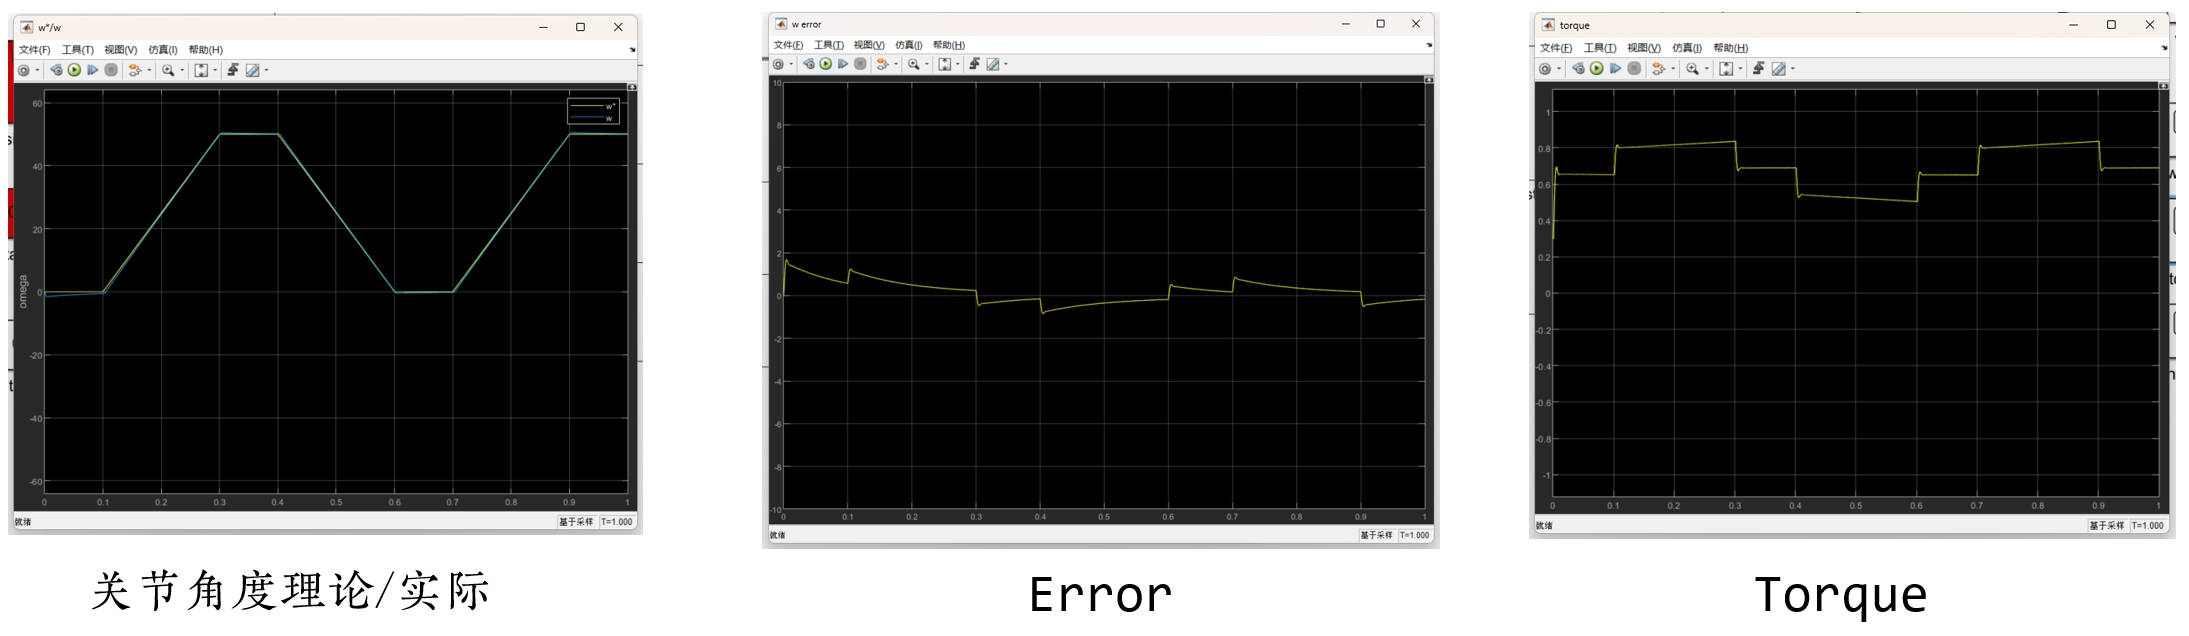 w*/w
文件(F) 工具(T) 视图(V) 仿真(I) 帮助(H)
w*
w
omega
60
40
20
0
-20
-40
-60
0 0.1 0.2 0.3 0.4 0.5 0.6 0.7 0.8 0.9 1
就绪 基于采样 T=1.000
关节角度理论/实际
w error
文件(F) 工具(T) 视图(V) 仿真(I) 帮助(H)
10
8
6
4
2
0
-2
-4
-6
-8
-10
0 0.1 0.2 0.3 0.4 0.5 0.6 0.7 0.8 0.9 1
就绪 基于采样 T=1.000
Error
torque
文件(F) 工具(T) 视图(V) 仿真(I) 帮助(H)
1
0.8
0.6
0.4
0.2
0
-0.2
-0.4
-0.6
-0.8
-1
0 0.1 0.2 0.3 0.4 0.5 0.6 0.7 0.8 0.9 1
就绪 基于采样 T=1.000
Torque